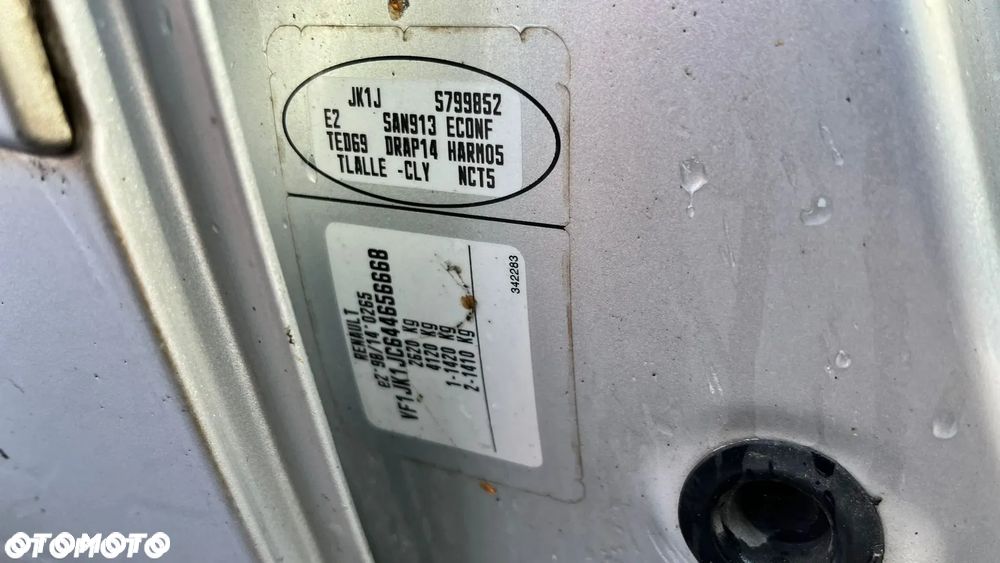 JK1J S799852
E2 SAN913 ECONF
TED69 DRAP14 HARM05
TLALLE -CLY NCT5
RENAULT
e2*98/14*0265
VF1JK1JC644656668
2620 Kg
4120 Kg
1-1420 Kg
2-1410 Kg
342283
OTOMOTO